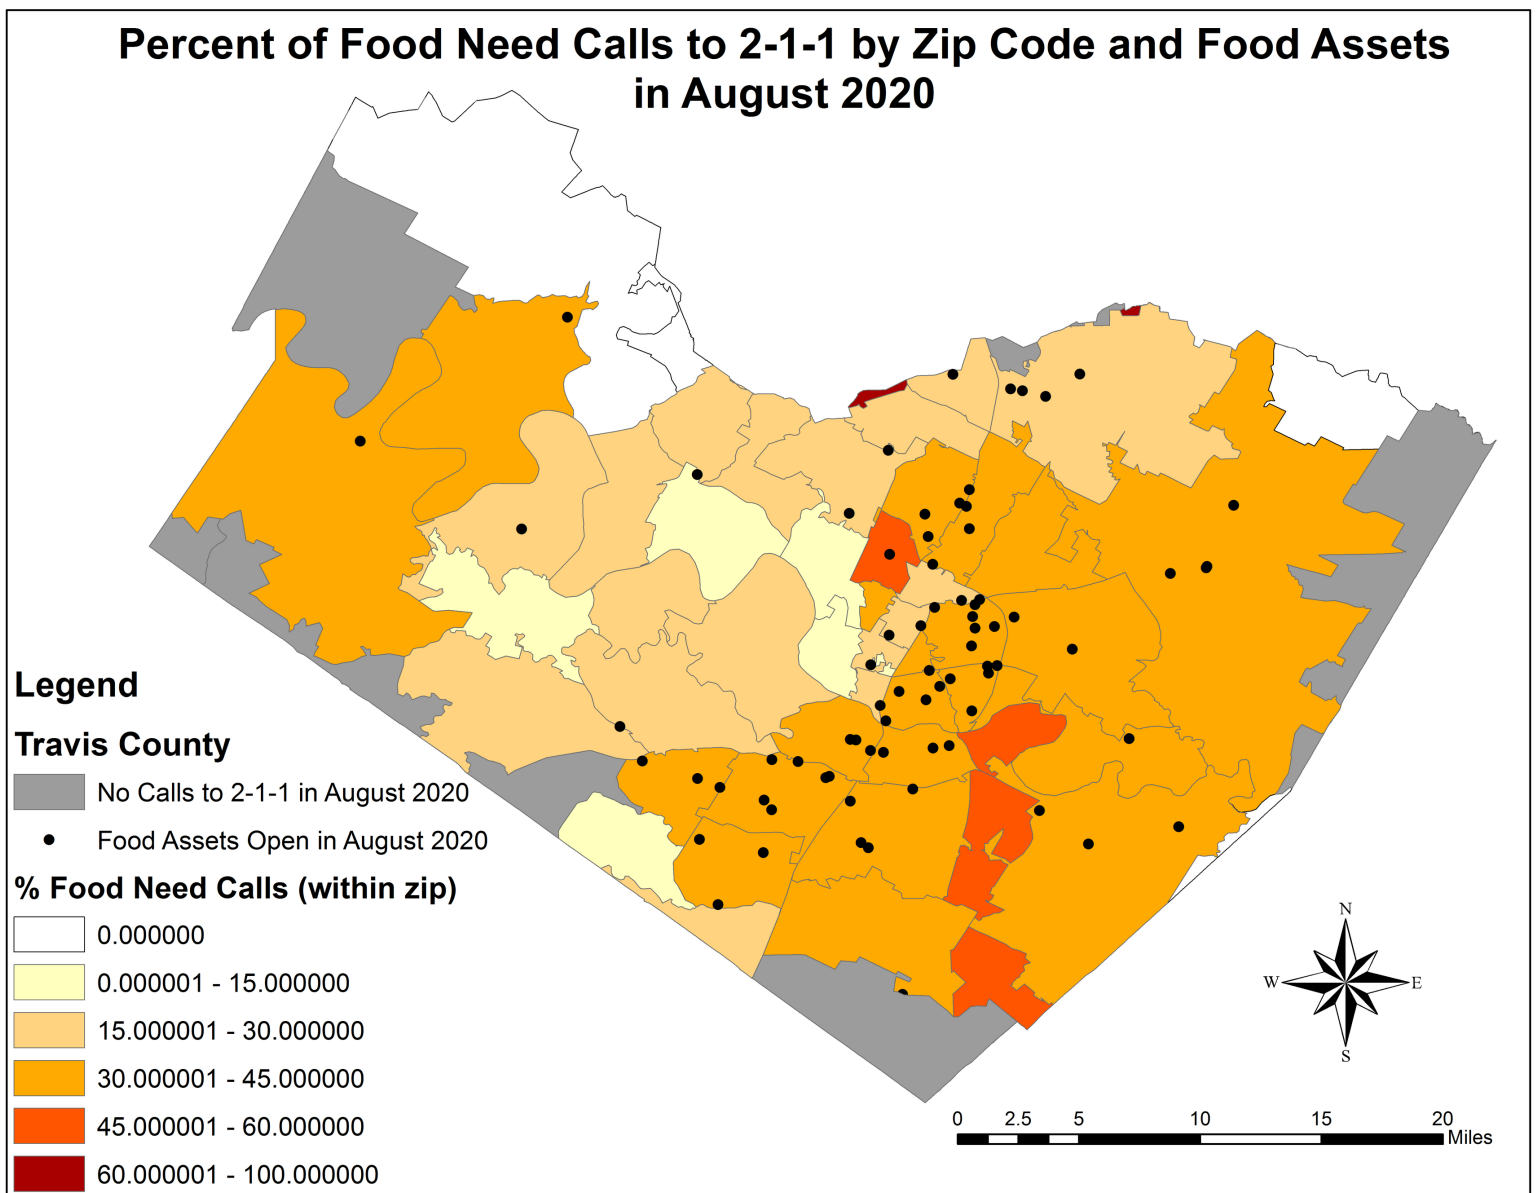 Percent of Food Need Calls to 2-1-1 by Zip Code and Food Assets
in August 2020
Legend
Travis County
No Calls to 2-1-1 in August 2020
Food Assets Open in August 2020
% Food Need Calls (within zip)
0.000000
0.000001 - 15.000000
15.000001 - 30.000000
30.000001 - 45.000000
45.000001 - 60.000000
60.000001 - 100.000000
N
W E
S
0 2.5 5 10 15 20
Miles